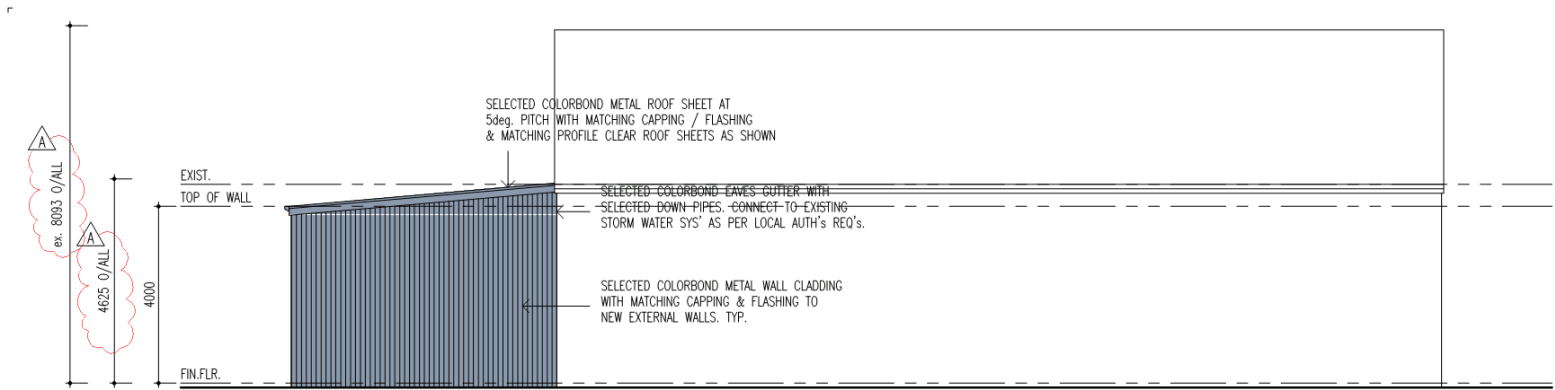 SELECTED COLORBOND METAL ROOF SHEET AT
5deg. PITCH WITH MATCHING CAPPING / FLASHING
& MATCHING PROFILE CLEAR ROOF SHEETS AS SHOWN
A
ex. 8093 O/ALL
A
4625 O/ALL
4000
EXIST.
TOP OF WALL
SELECTED COLORBOND EAVES GUTTER WITH
SELECTED DOWN PIPES. CONNECT TO EXISTING
STORM WATER SYS' AS PER LOCAL AUTH's REQ's.
SELECTED COLORBOND METAL WALL CLADDING
WITH MATCHING CAPPING & FLASHING TO
NEW EXTERNAL WALLS. TYP.
FIN.FLR.